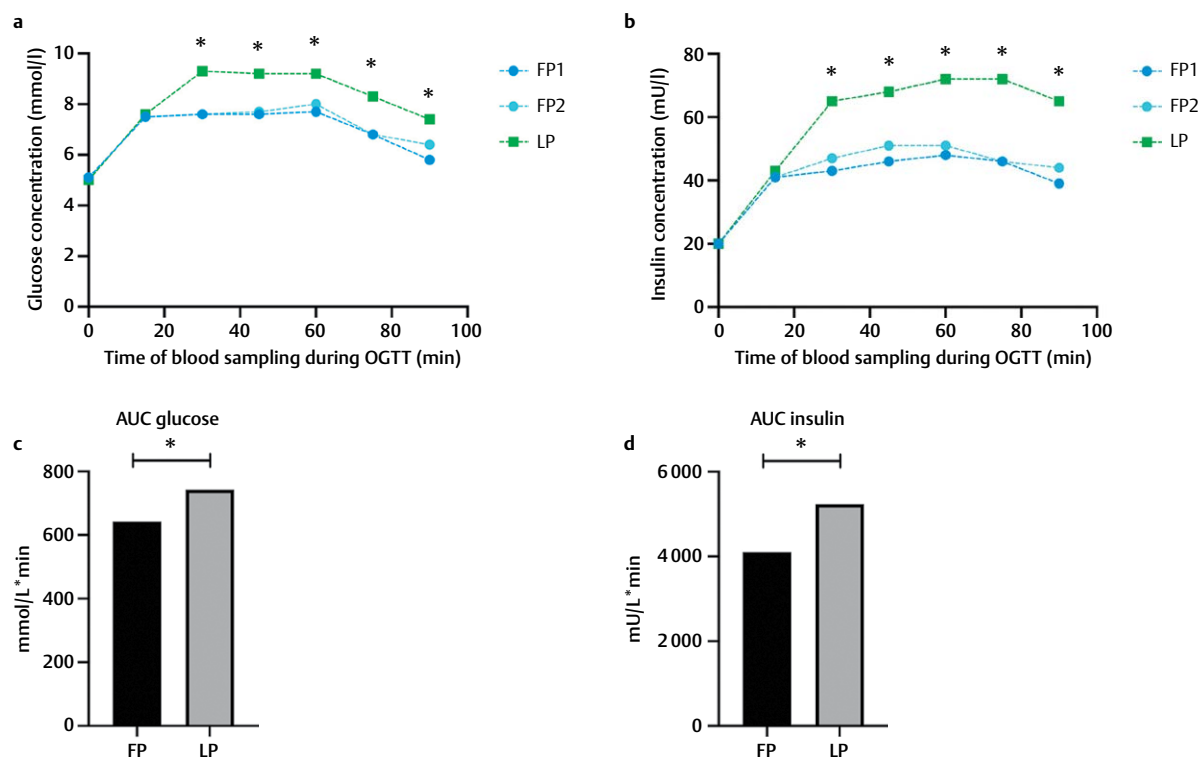 a
Glucose concentration (mmol/l)
10
8
6
4
2
0
* * * * *
0 20 40 60 80 100
Time of blood sampling during OGTT (min)
FP1
FP2
LP
b
Insulin concentration (mU/l)
80
60
40
20
0
* * * * *
0 20 40 60 80 100
Time of blood sampling during OGTT (min)
FP1
FP2
LP
c
AUC glucose
*
mmol/L*min
800
600
400
200
0
FP LP
d
AUC insulin
*
mU/L*min
6 000
4 000
2 000
0
FP LP